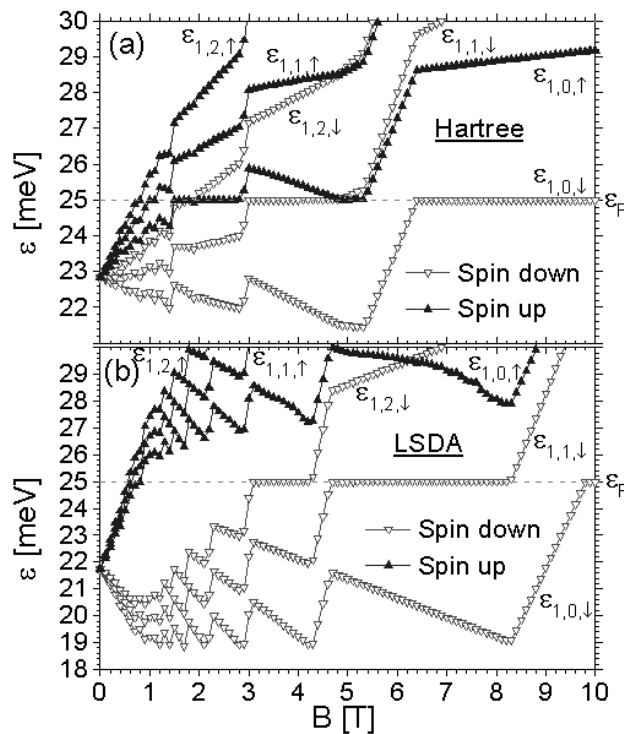 (a)
30
29
28
27
26
25
24
23
22
ε [meV]
ε1,2,↑
ε1,1,↑
ε1,2,↓
ε1,1,↓
ε1,0,↑
Hartree
ε1,0,↓
εF
Spin down
Spin up
(b)
29
28
27
26
25
24
23
22
21
20
19
18
ε [meV]
ε1,2,↑
ε1,1,↑
ε1,0,↑
ε1,2,↓
LSDA
ε1,1,↓
εF
Spin down
Spin up
ε1,0,↓
0 1 2 3 4 5 6 7 8 9 10
B [T]